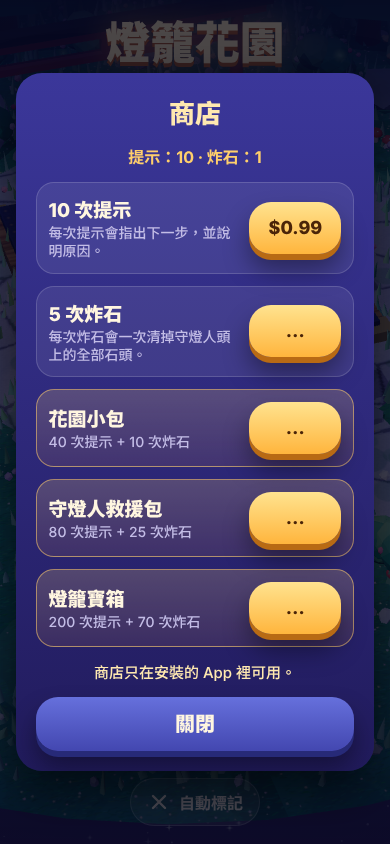 燈籠花園
商店
提示：10 · 炸石：1
10 次提示
每次提示會指出下一步，並說
明原因。
$0.99
5 次炸石
每次炸石會一次清掉守燈人頭
上的全部石頭。
...
花園小包
40 次提示 + 10 次炸石
...
守燈人救援包
80 次提示 + 25 次炸石
...
燈籠寶箱
200 次提示 + 70 次炸石
...
商店只在安裝的 App 裡可用。
關閉
× 自動標記